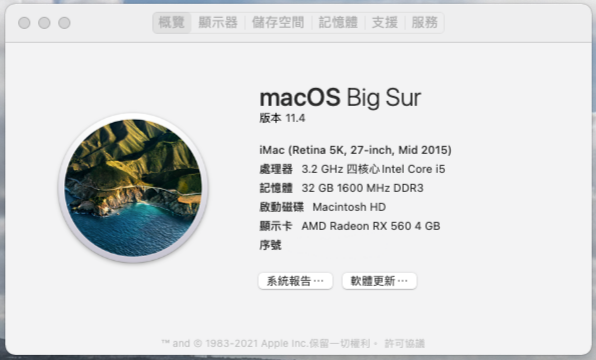 概覽 顯示器 儲存空間 記憶體 支援 服務
macOS Big Sur
版本 11.4
iMac (Retina 5K, 27-inch, Mid 2015)
處理器 3.2 GHz 四核心Intel Core i5
記憶體 32 GB 1600 MHz DDR3
啟動磁碟 Macintosh HD
顯示卡 AMD Radeon RX 560 4 GB
序號
系統報告⋯ 軟體更新⋯
™ and © 1983-2021 Apple Inc.保留一切權利。 許可協議